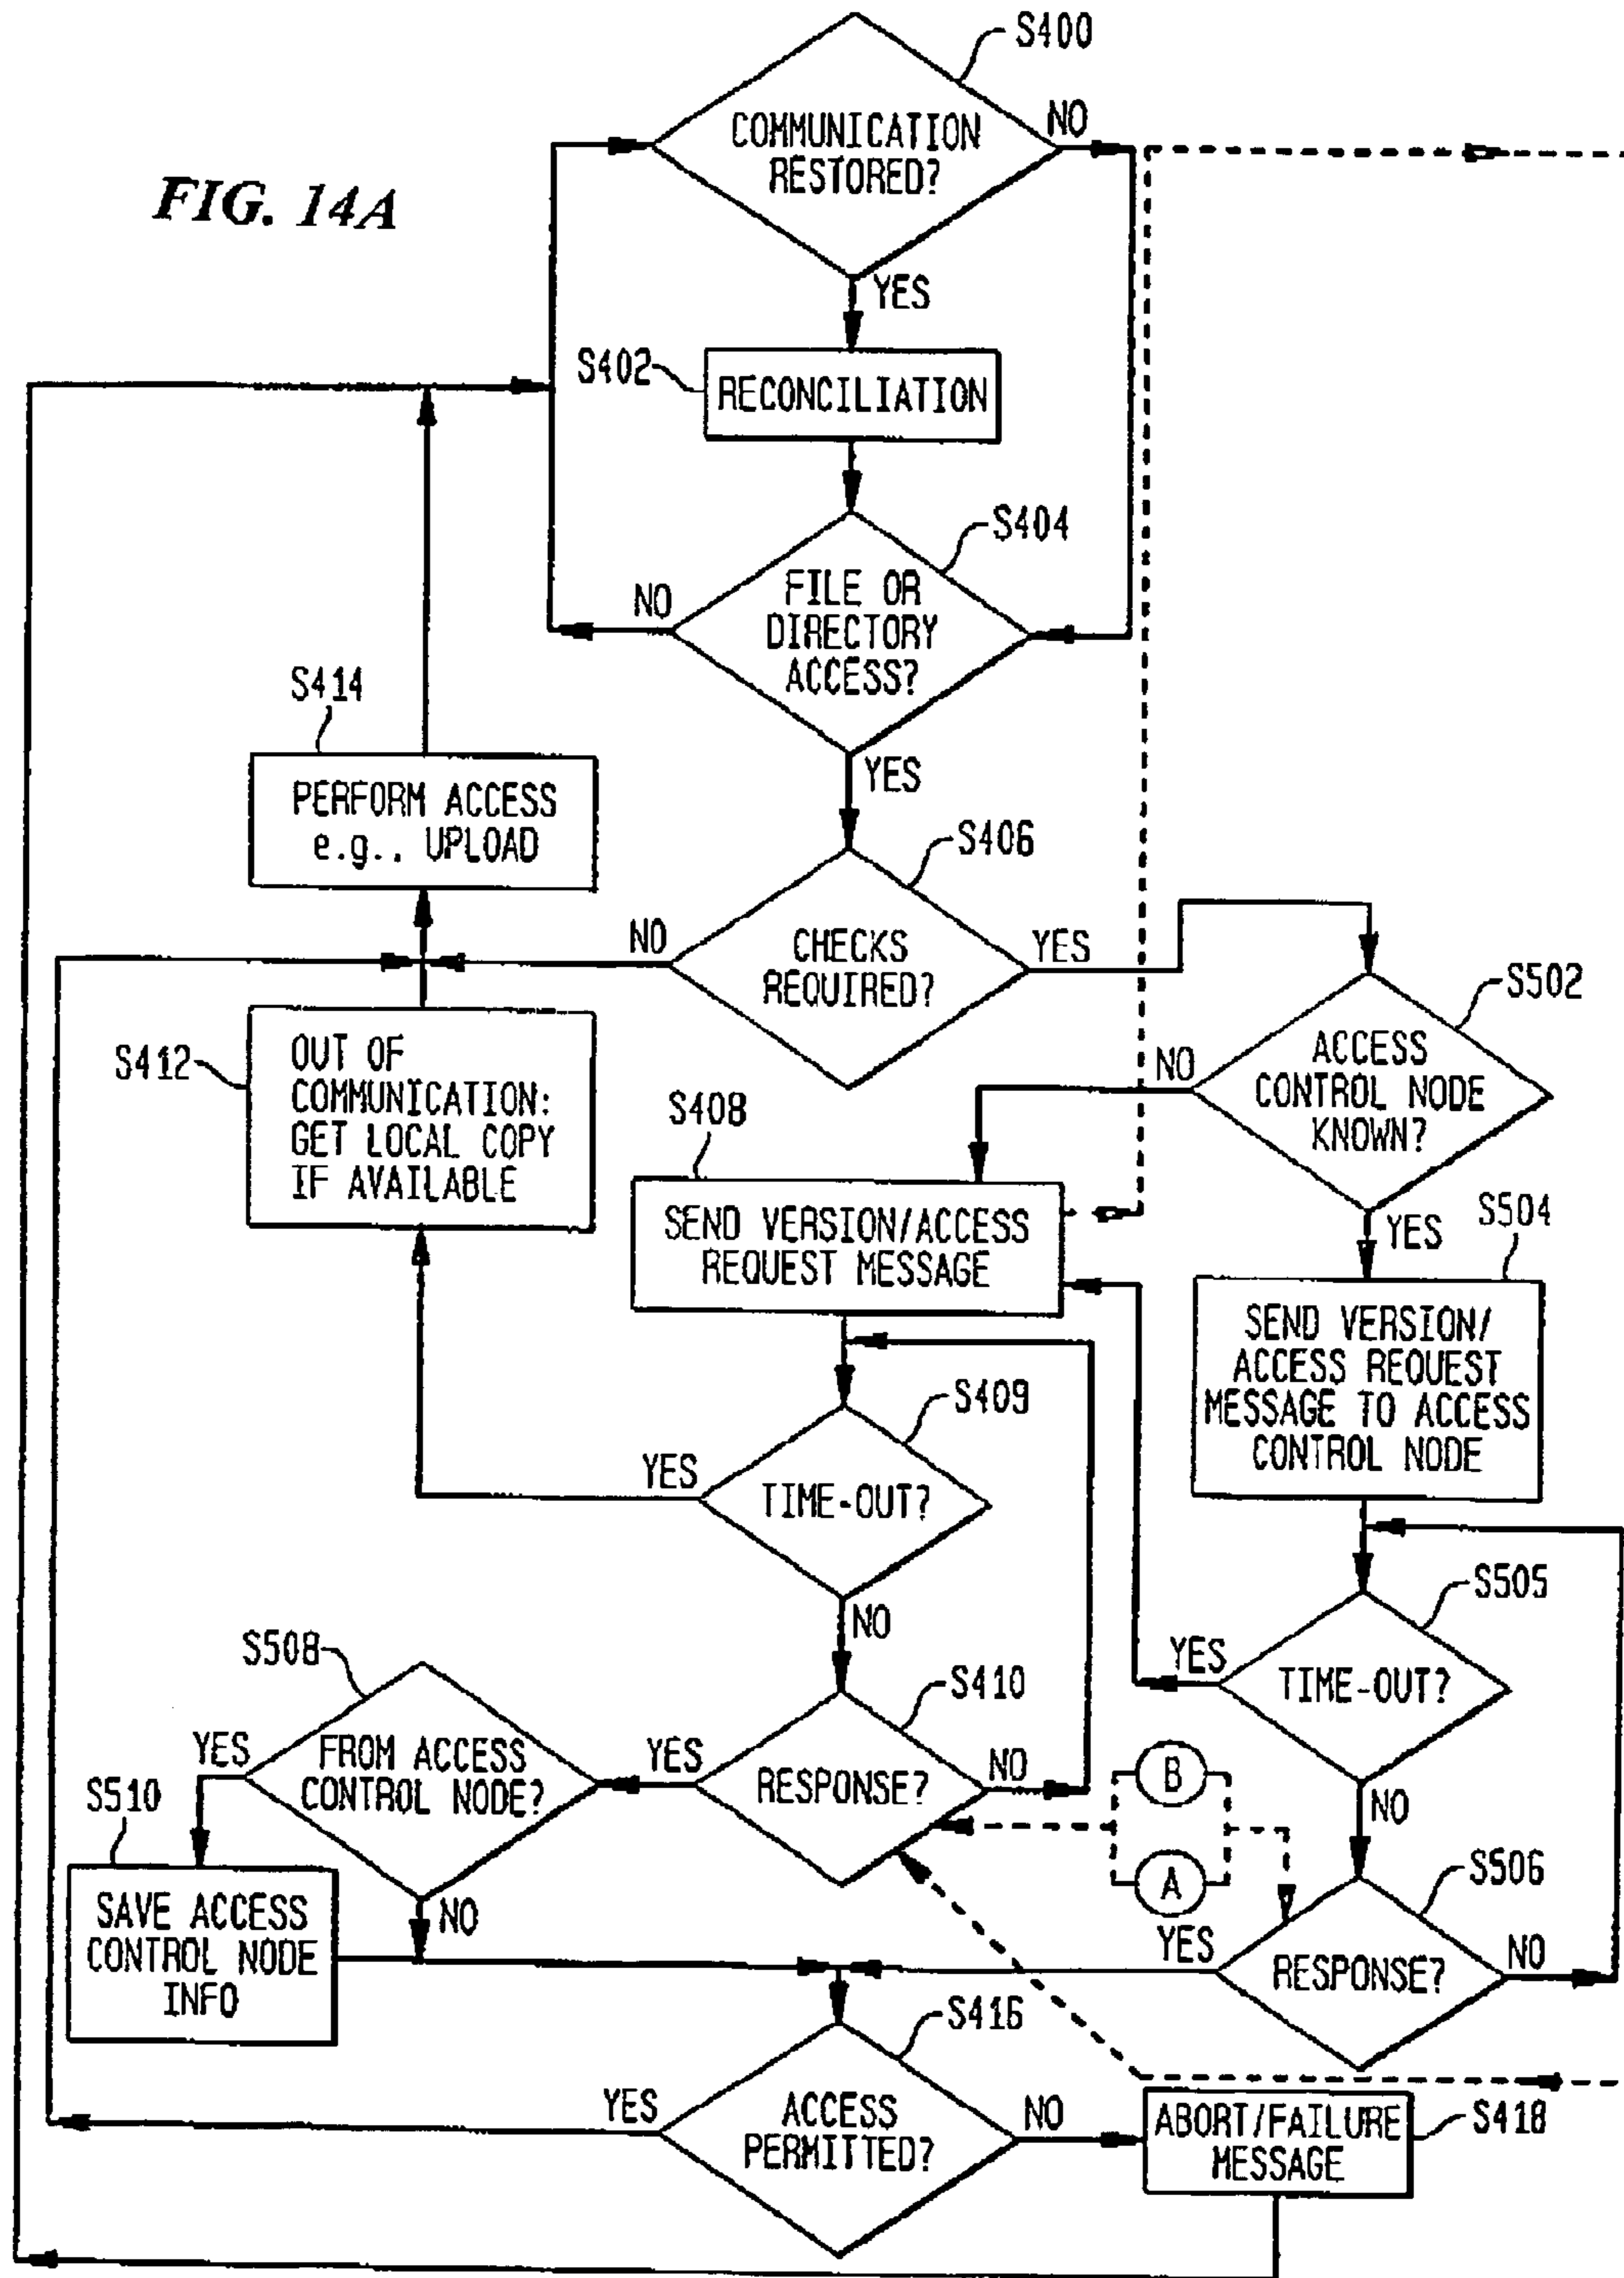 FIG. 14A
S400
COMMUNICATION
RESTORED?
NO
YES
S402
RECONCILIATION
S404
FILE OR
DIRECTORY
ACCESS?
NO
YES
S414
PERFORM ACCESS
e.g., UPLOAD
S406
CHECKS
REQUIRED?
NO
YES
S502
ACCESS
CONTROL NODE
KNOWN?
NO
YES
S412
OUT OF
COMMUNICATION:
GET LOCAL COPY
IF AVAILABLE
S408
SEND VERSION/ACCESS
REQUEST MESSAGE
S504
SEND VERSION/
ACCESS REQUEST
MESSAGE TO ACCESS
CONTROL NODE
S409
TIME-OUT?
YES
NO
S505
TIME-OUT?
YES
NO
S508
FROM ACCESS
CONTROL NODE?
YES
NO
S410
RESPONSE?
YES
NO
B
A
S506
RESPONSE?
YES
NO
S510
SAVE ACCESS
CONTROL NODE
INFO
S416
ACCESS
PERMITTED?
YES
NO
ABORT/FAILURE
MESSAGE
S418